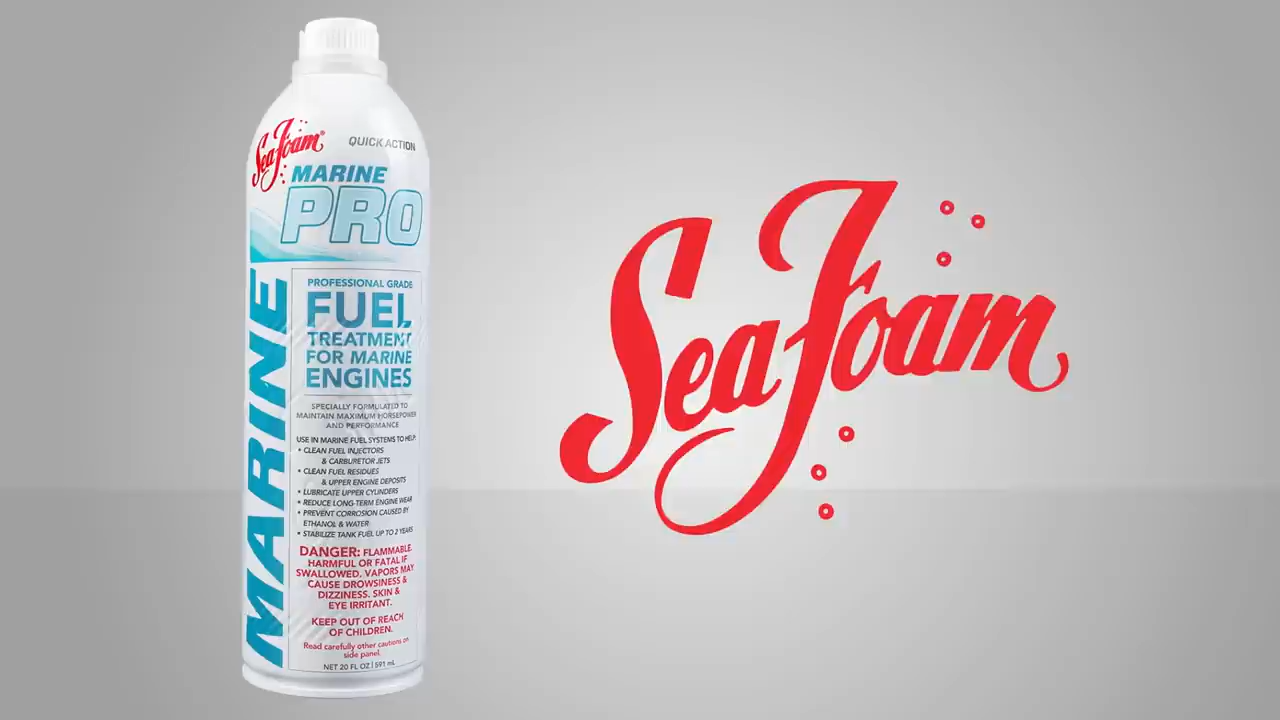 Sea Foam®
QUICK ACTION
MARINE
PRO
MARINE
PROFESSIONAL GRADE
FUEL
TREATMENT
FOR MARINE
ENGINES
SPECIALLY FORMULATED TO
MAINTAIN MAXIMUM HORSEPOWER
AND PERFORMANCE
USE IN MARINE FUEL SYSTEMS TO HELP:
• CLEAN FUEL INJECTORS
& CARBURETOR JETS
• CLEAN FUEL RESIDUES
& UPPER ENGINE DEPOSITS
• LUBRICATE UPPER CYLINDERS
• REDUCE LONG-TERM ENGINE WEAR
• PREVENT CORROSION CAUSED BY
ETHANOL & WATER
• STABILIZE TANK FUEL UP TO 2 YEARS
DANGER: FLAMMABLE.
HARMFUL OR FATAL IF
SWALLOWED. VAPORS MAY
CAUSE DROWSINESS &
DIZZINESS. SKIN &
EYE IRRITANT.
KEEP OUT OF REACH
OF CHILDREN.
Read carefully other cautions on
side panel.
NET 20 FL OZ | 591 mL
Sea Foam